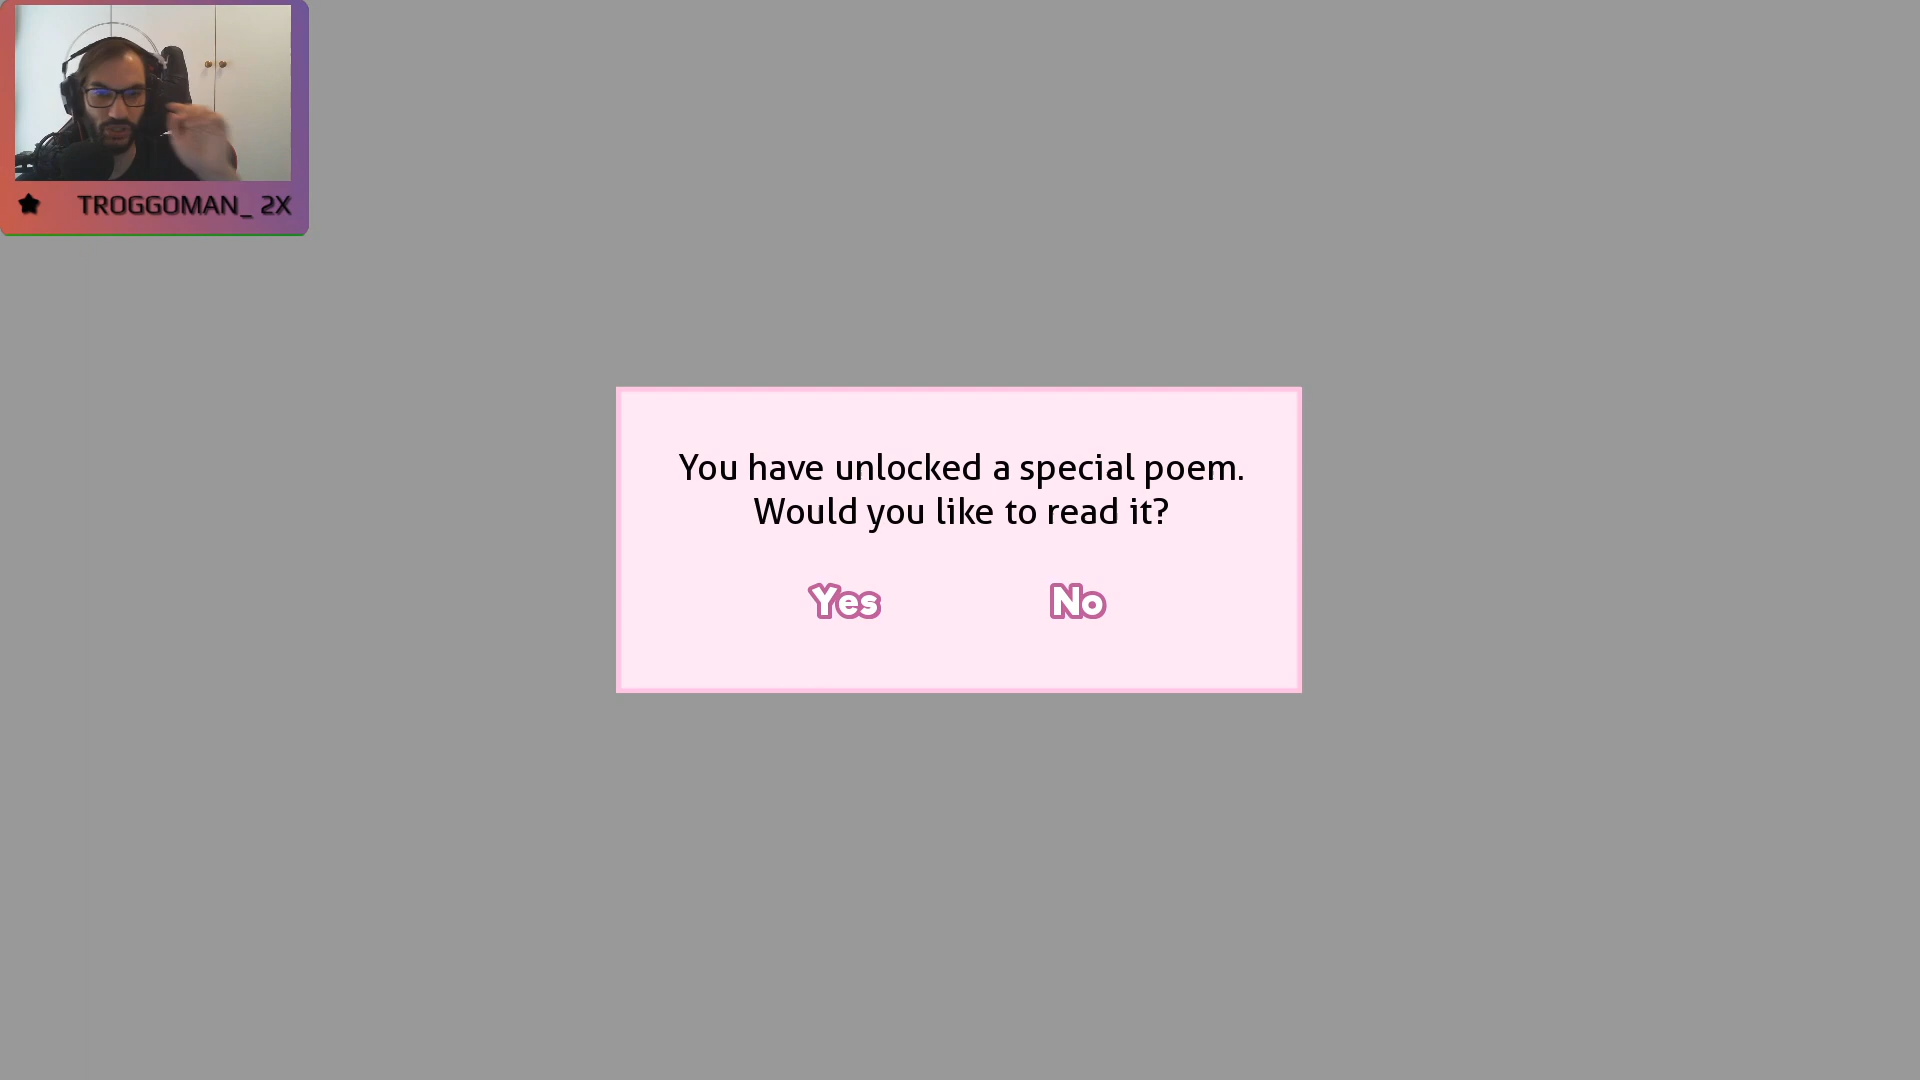 TROGGOMAN_ 2X
You have unlocked a special poem.
Would you like to read it?
Yes
No